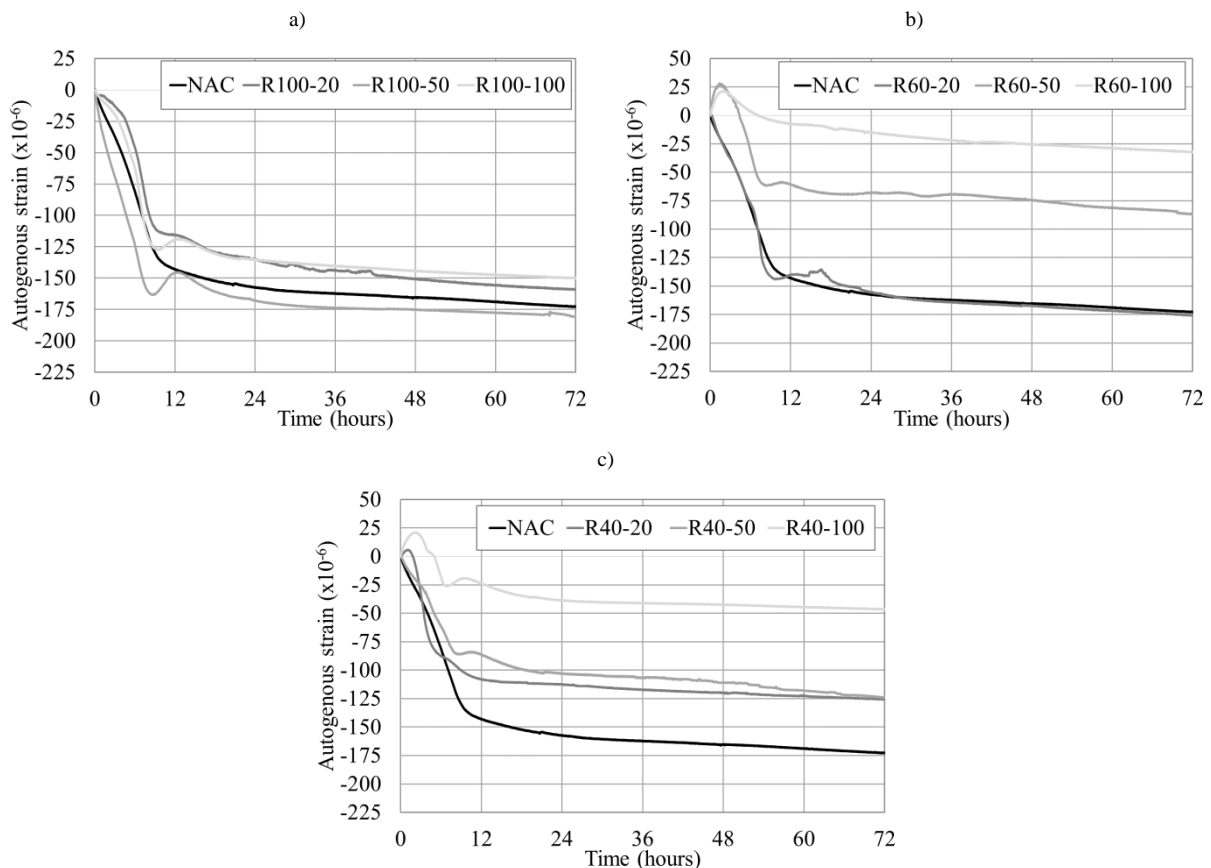 a)
25
0
-25
-50
-75
-100
-125
-150
-175
-200
-225
Autogenous strain (x10⁻⁶)
NAC R100-20 R100-50 R100-100
0 12 24 36 48 60 72
Time (hours)
b)
50
25
0
-25
-50
-75
-100
-125
-150
-175
-200
-225
Autogenous strain (x10⁻⁶)
NAC R60-20 R60-50 R60-100
0 12 24 36 48 60 72
Time (hours)
c)
50
25
0
-25
-50
-75
-100
-125
-150
-175
-200
-225
Autogenous strain (x10⁻⁶)
NAC R40-20 R40-50 R40-100
0 12 24 36 48 60 72
Time (hours)